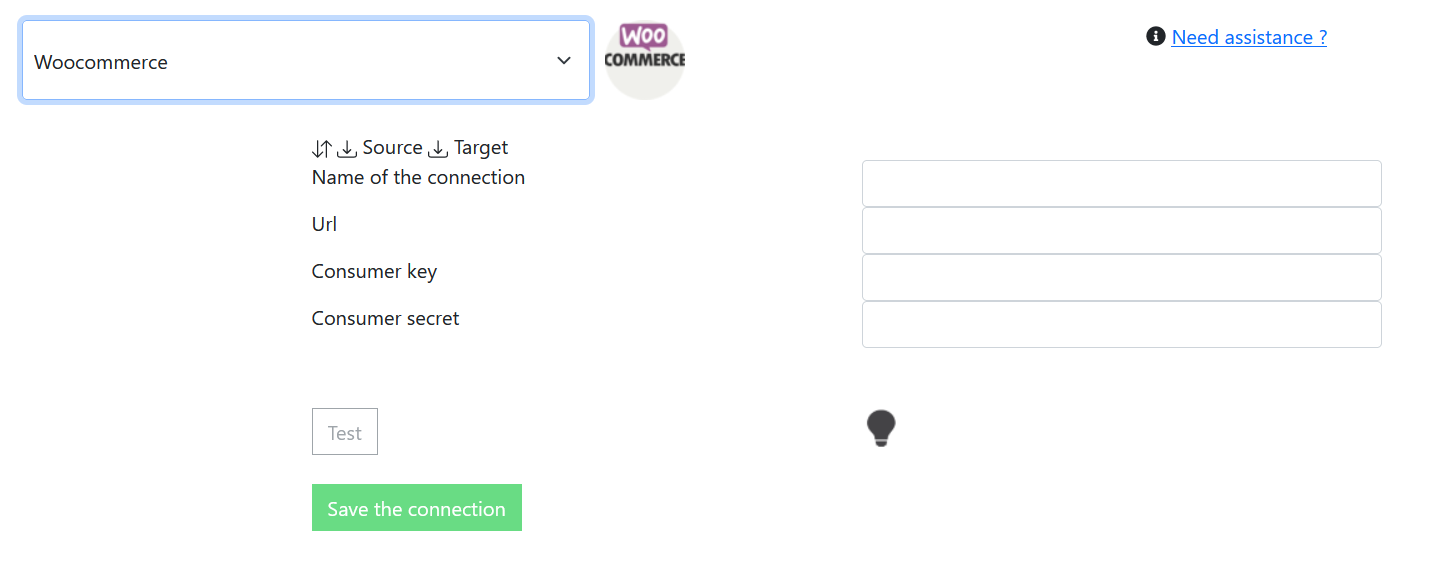 Woocommerce
WOO
COMMERCE
Need assistance ?
Source Target
Name of the connection
Url
Consumer key
Consumer secret
Test
Save the connection